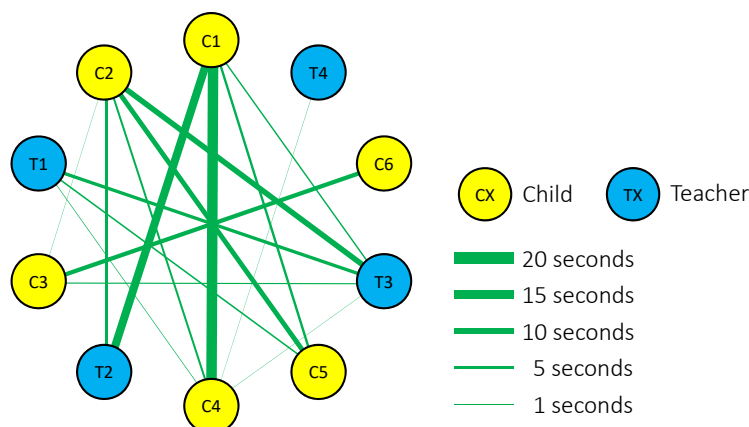 C1
C2
T4
T1
C6
CX Child TX Teacher
C3
T3
20 seconds
15 seconds
10 seconds
T2
C5
5 seconds
C4
1 seconds